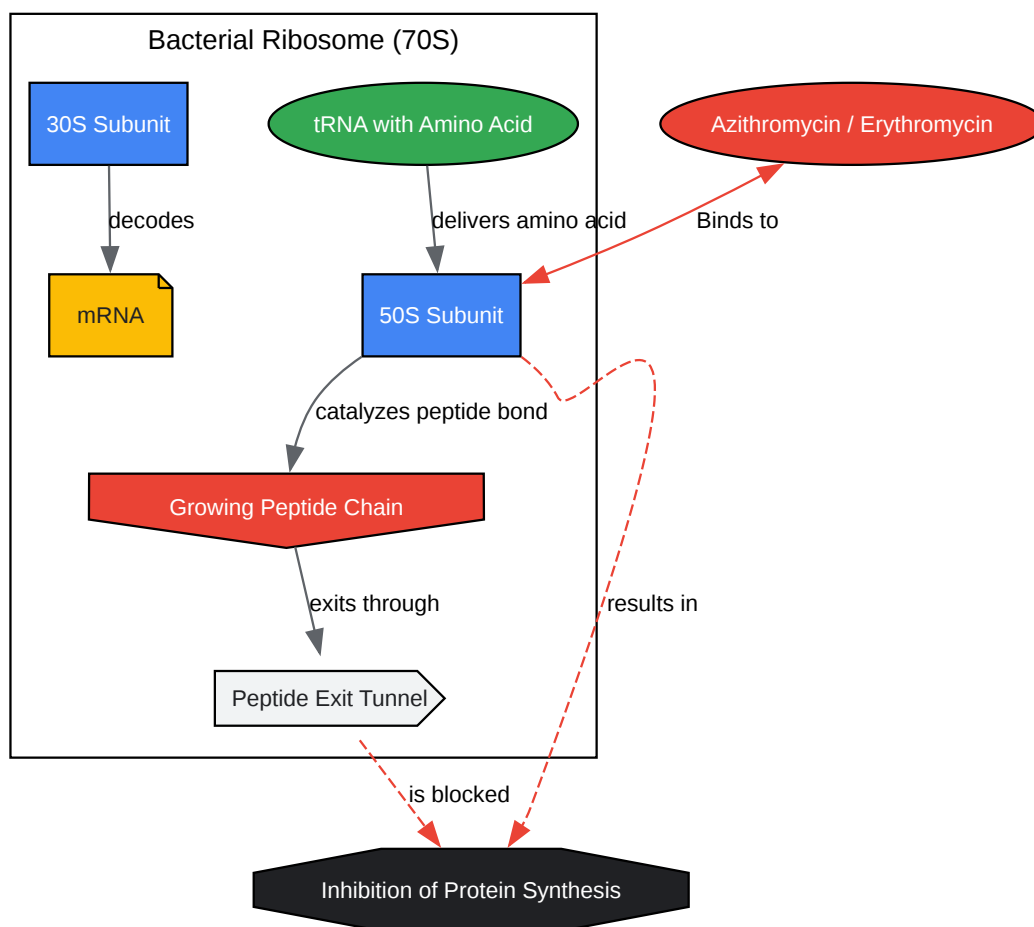 Bacterial Ribosome (70S)
30S Subunit
tRNA with Amino Acid
Azithromycin / Erythromycin
decodes
delivers amino acid
Binds to
mRNA
50S Subunit
catalyzes peptide bond
Growing Peptide Chain
exits through
results in
Peptide Exit Tunnel
is blocked
Inhibition of Protein Synthesis